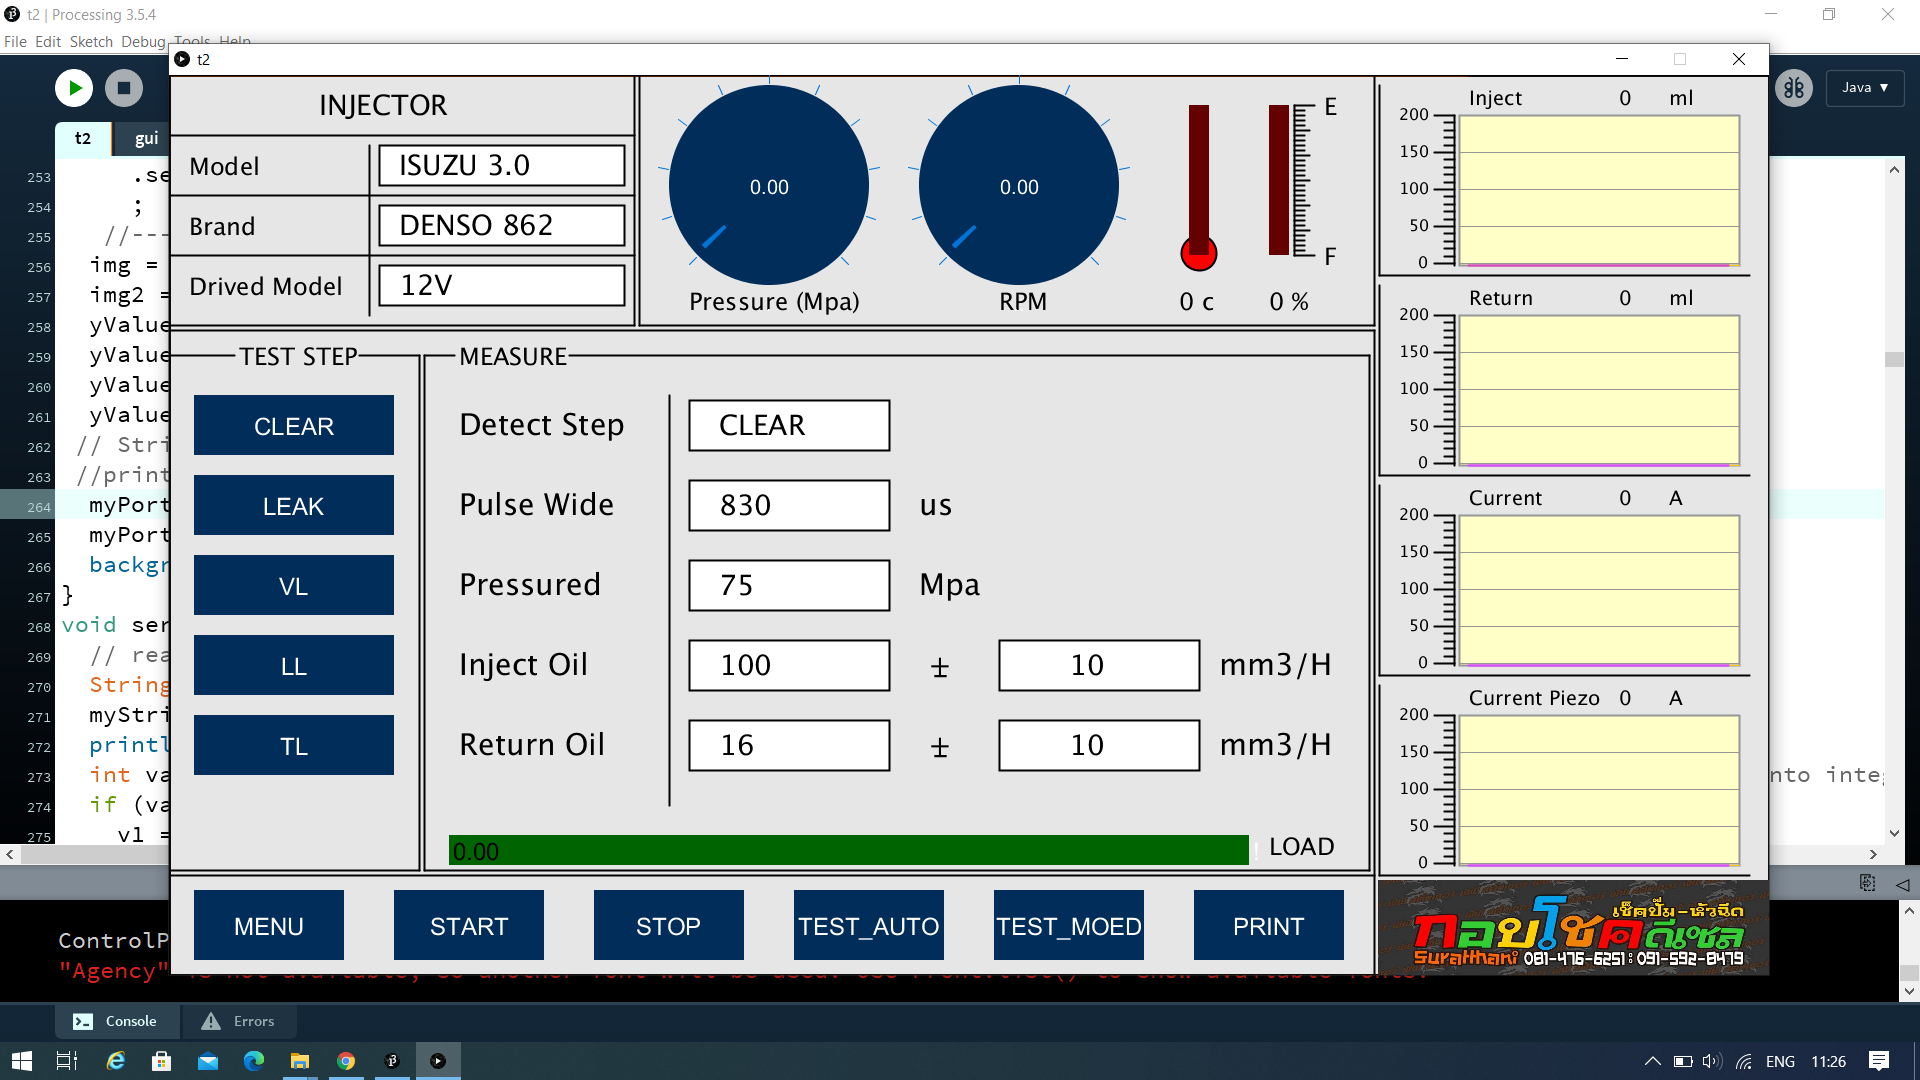 t2 | Processing 3.5.4
File Edit Sketch Debug Tools Help
t2
Java ▼
t2 gui
253 .se
254 ;
255 //---
256 img =
257 img2 =
258 yValue
259 yValue
260 yValue
261 yValue
262 // Stri
263 //print
264 myPort
265 myPort
266 backgr
267 }
268 void ser
269 // rea
270 String
271 myStri
272 printl
273 int va
nto inte
274 if (va
275 vl =
INJECTOR
Model ISUZU 3.0
Brand DENSO 862
Drived Model 12V
0.00
Pressure (Mpa)
0.00
RPM
0 c
E
F
0 %
TEST STEP
CLEAR
LEAK
VL
LL
TL
MEASURE
Detect Step CLEAR
Pulse Wide 830 us
Pressured 75 Mpa
Inject Oil 100 ± 10 mm3/H
Return Oil 16 ± 10 mm3/H
0.00 LOAD
MENU START STOP TEST_AUTO TEST_MOED PRINT
Inject 0 ml
200
150
100
50
0
Return 0 ml
200
150
100
50
0
Current 0 A
200
150
100
50
0
Current Piezo 0 A
200
150
100
50
0
เช็คปั๊ม-หัวฉีด
กอบโชคดีเซล
Suratthani 081-476-6251 : 091-592-8479
ControlP
"Agency"
Console Errors
ENG 11:26